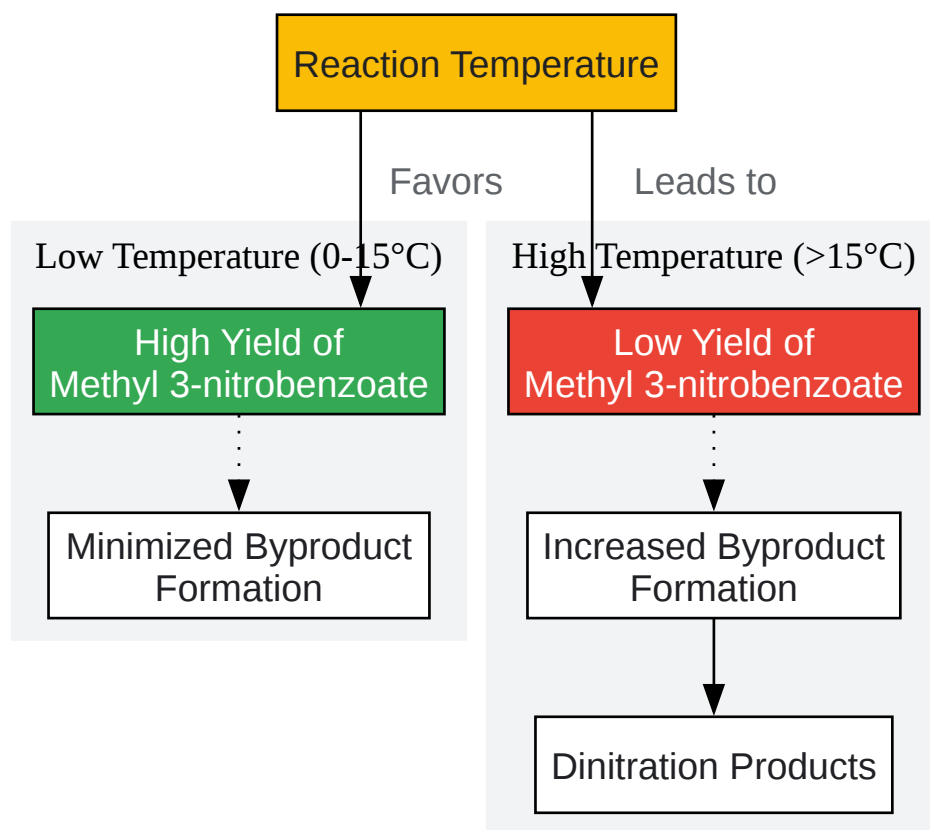 Reaction Temperature
Favors
Leads to
Low Temperature (0-15°C)
High Yield of
Methyl 3-nitrobenzoate
Minimized Byproduct
Formation
High Temperature (>15°C)
Low Yield of
Methyl 3-nitrobenzoate
Increased Byproduct
Formation
Dinitration Products